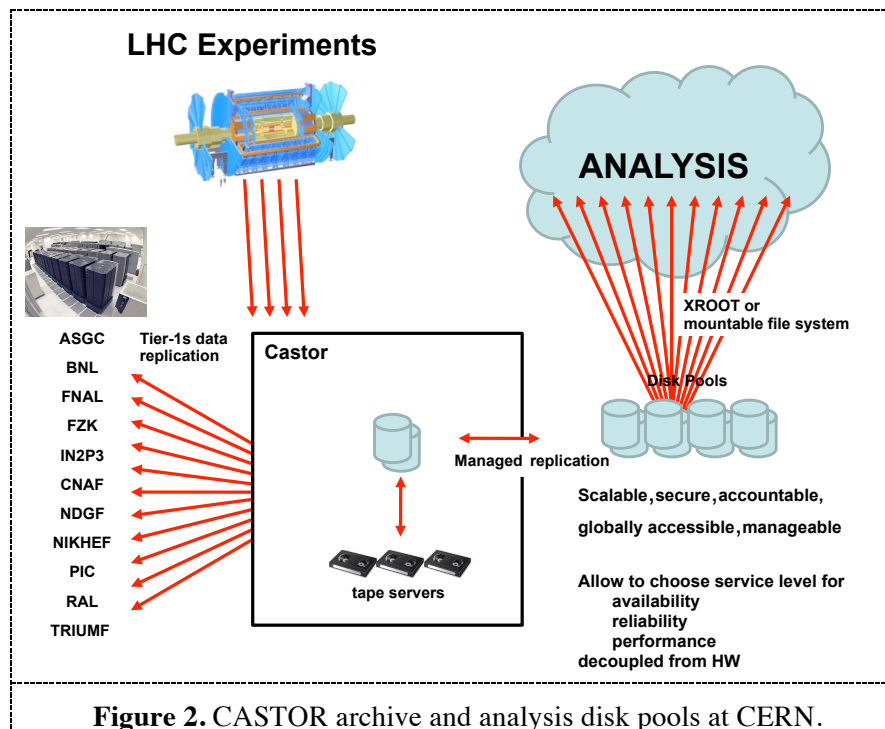 LHC Experiments
ANALYSIS
XROOT or
mountable file system
ASGC
BNL
FNAL
FZK
IN2P3
CNAF
NDGF
NIKHEF
PIC
RAL
TRIUMF
Tier-1s data
replication
Castor
Disk Pools
Managed replication
tape servers
Scalable,secure,accountable,
globally accessible,manageable
Allow to choose service level for
availability
reliability
performance
decoupled from HW
Figure 2. CASTOR archive and analysis disk pools at CERN.